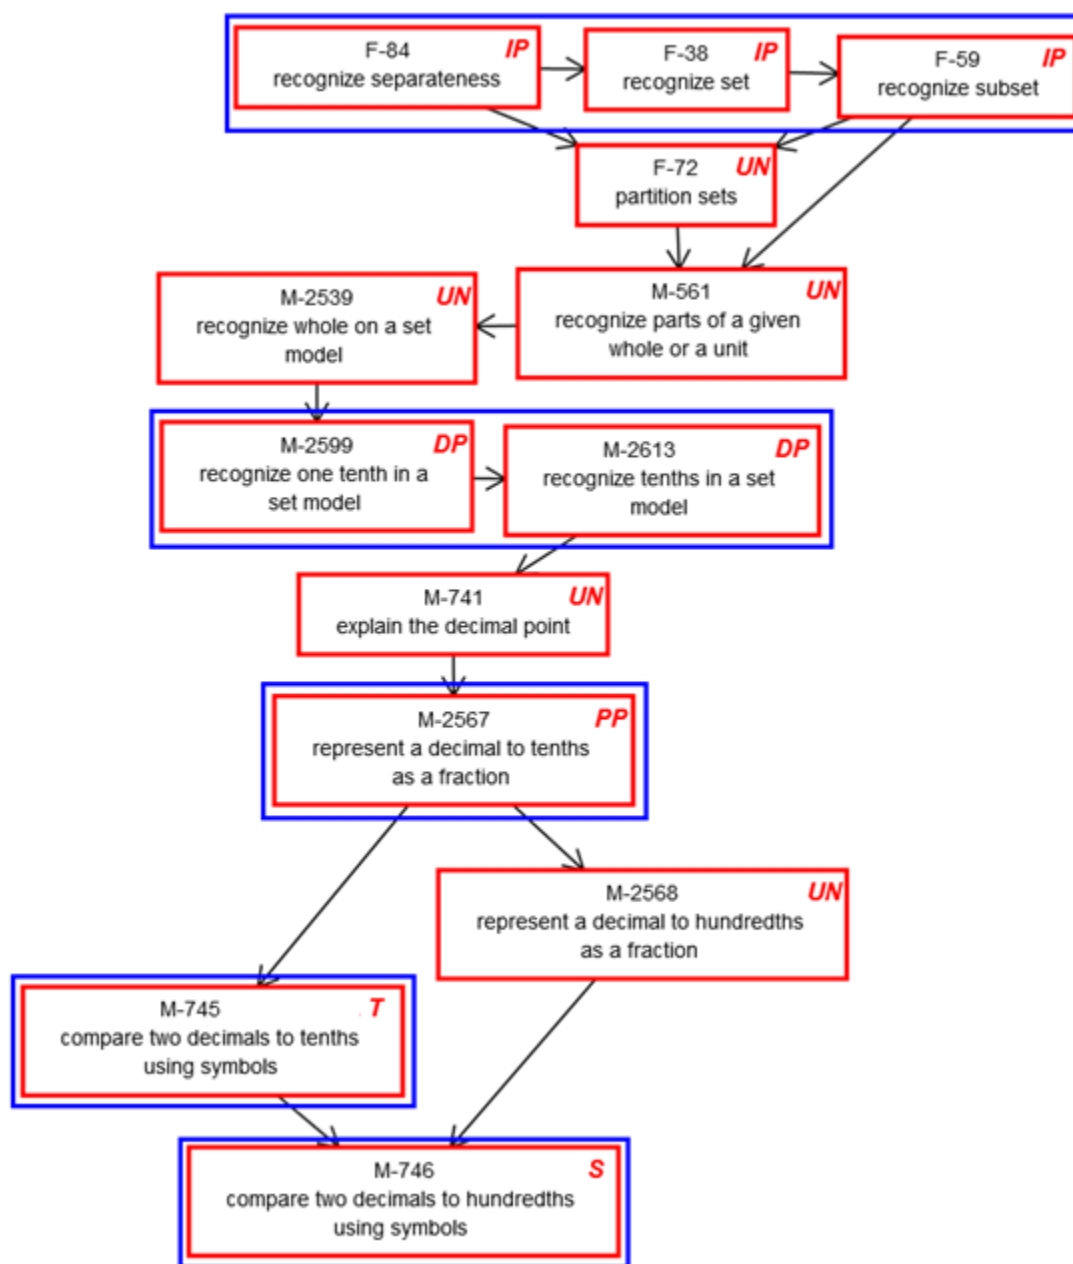 F-84 IP
recognize separateness
F-38 IP
recognize set
F-59 IP
recognize subset
F-72 UN
partition sets
M-2539 UN
recognize whole on a set
model
M-561 UN
recognize parts of a given
whole or a unit
M-2599 DP
recognize one tenth in a
set model
M-2613 DP
recognize tenths in a set
model
M-741 UN
explain the decimal point
M-2567 PP
represent a decimal to tenths
as a fraction
M-2568 UN
represent a decimal to hundredths
as a fraction
M-745 T
compare two decimals to tenths
using symbols
M-746 S
compare two decimals to hundredths
using symbols